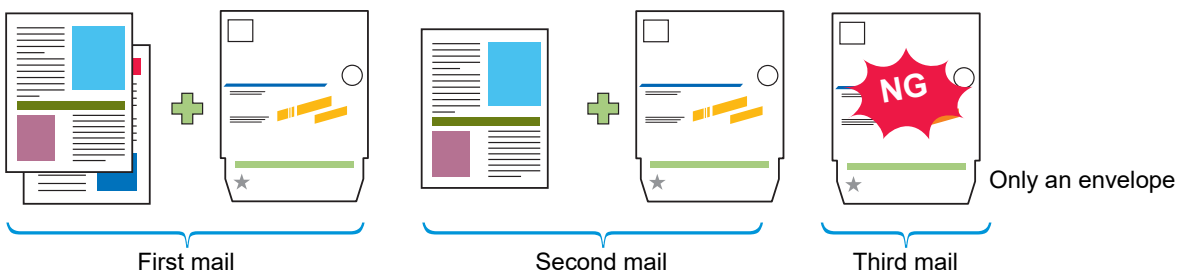 NG
Only an envelope
First mail
Second mail
Third mail